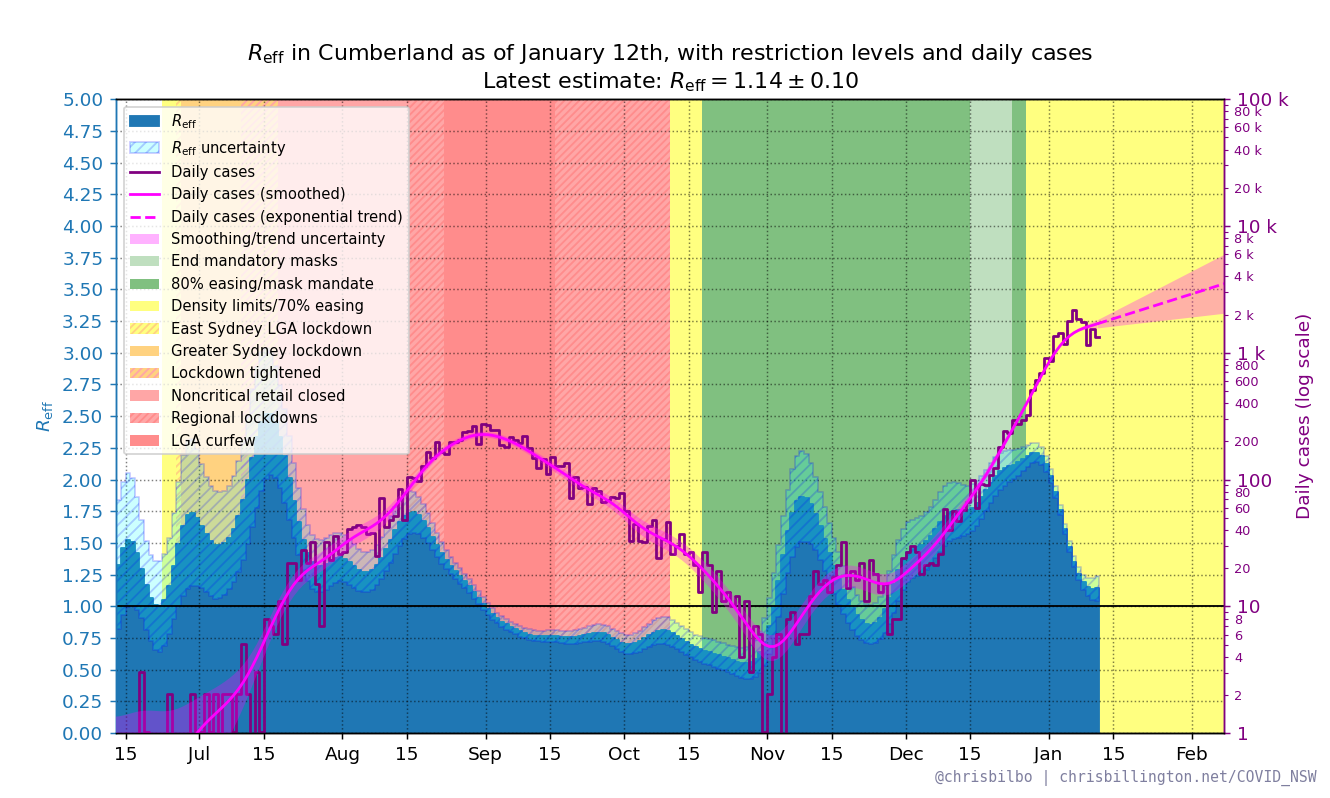 R_eff in Cumberland as of January 12th, with restriction levels and daily cases
Latest estimate: R_eff = 1.14 ± 0.10
R_eff
5.00
4.75
4.50
4.25
4.00
3.75
3.50
3.25
3.00
2.75
2.50
2.25
2.00
1.75
1.50
1.25
1.00
0.75
0.50
0.25
0.00
R_eff
R_eff uncertainty
Daily cases
Daily cases (smoothed)
Daily cases (exponential trend)
Smoothing/trend uncertainty
End mandatory masks
80% easing/mask mandate
Density limits/70% easing
East Sydney LGA lockdown
Greater Sydney lockdown
Lockdown tightened
Noncritical retail closed
Regional lockdowns
LGA curfew
100 k
80 k
60 k
40 k
20 k
10 k
8 k
6 k
4 k
2 k
1 k
800
600
400
200
100
80
60
40
20
10
8
6
4
2
1
Daily cases (log scale)
15 Jul 15 Aug 15 Sep 15 Oct 15 Nov 15 Dec 15 Jan 15 Feb
@chrisbilbo | chrisbillington.net/COVID_NSW